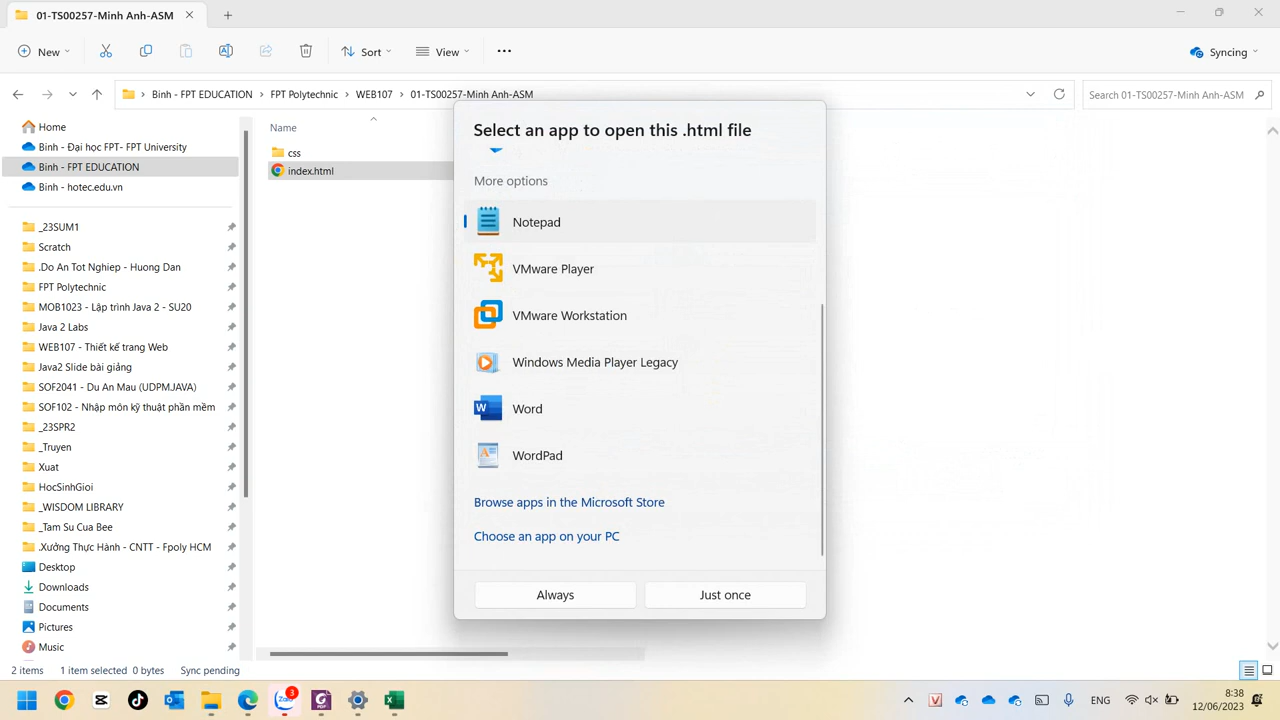 01-TS00257-Minh Anh-ASM
New
Sort
View
Syncing
Binh - FPT EDUCATION
FPT Polytechnic
WEB107
01-TS00257-Minh Anh-ASM
Search 01-TS00257-Minh Anh-ASM
Home
Binh - Đại học FPT- FPT University
Binh - FPT EDUCATION
Binh - hotec.edu.vn
_23SUM1
Scratch
.Do An Tot Nghiep - Huong Dan
FPT Polytechnic
MOB1023 - Lập trình Java 2 - SU20
Java 2 Labs
WEB107 - Thiết kế trang Web
Java2 Slide bài giảng
SOF2041 - Du An Mau (UDPM.JAVA)
SOF102 - Nhập môn kỹ thuật phần mềm
_23SPR2
_Truyen
Xuat
HocSinhGioi
_WISDOM LIBRARY
_Tam Su Cua Bee
.Xưởng Thực Hành - CNTT - Fpoly HCM
Desktop
Downloads
Documents
Pictures
Music
Name
css
index.html
Select an app to open this .html file
More options
Notepad
VMware Player
VMware Workstation
Windows Media Player Legacy
Word
WordPad
Browse apps in the Microsoft Store
Choose an app on your PC
Always
Just once
2 items
1 item selected 0 bytes
Sync pending
Zalo
3
ENG
8:38
12/06/2023